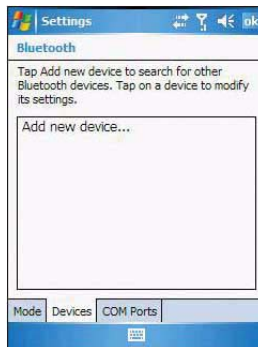 Settings
ok
Bluetooth
Tap Add new device to search for other
Bluetooth devices. Tap on a device to modify
its settings.
Add new device...
Mode Devices COM Ports